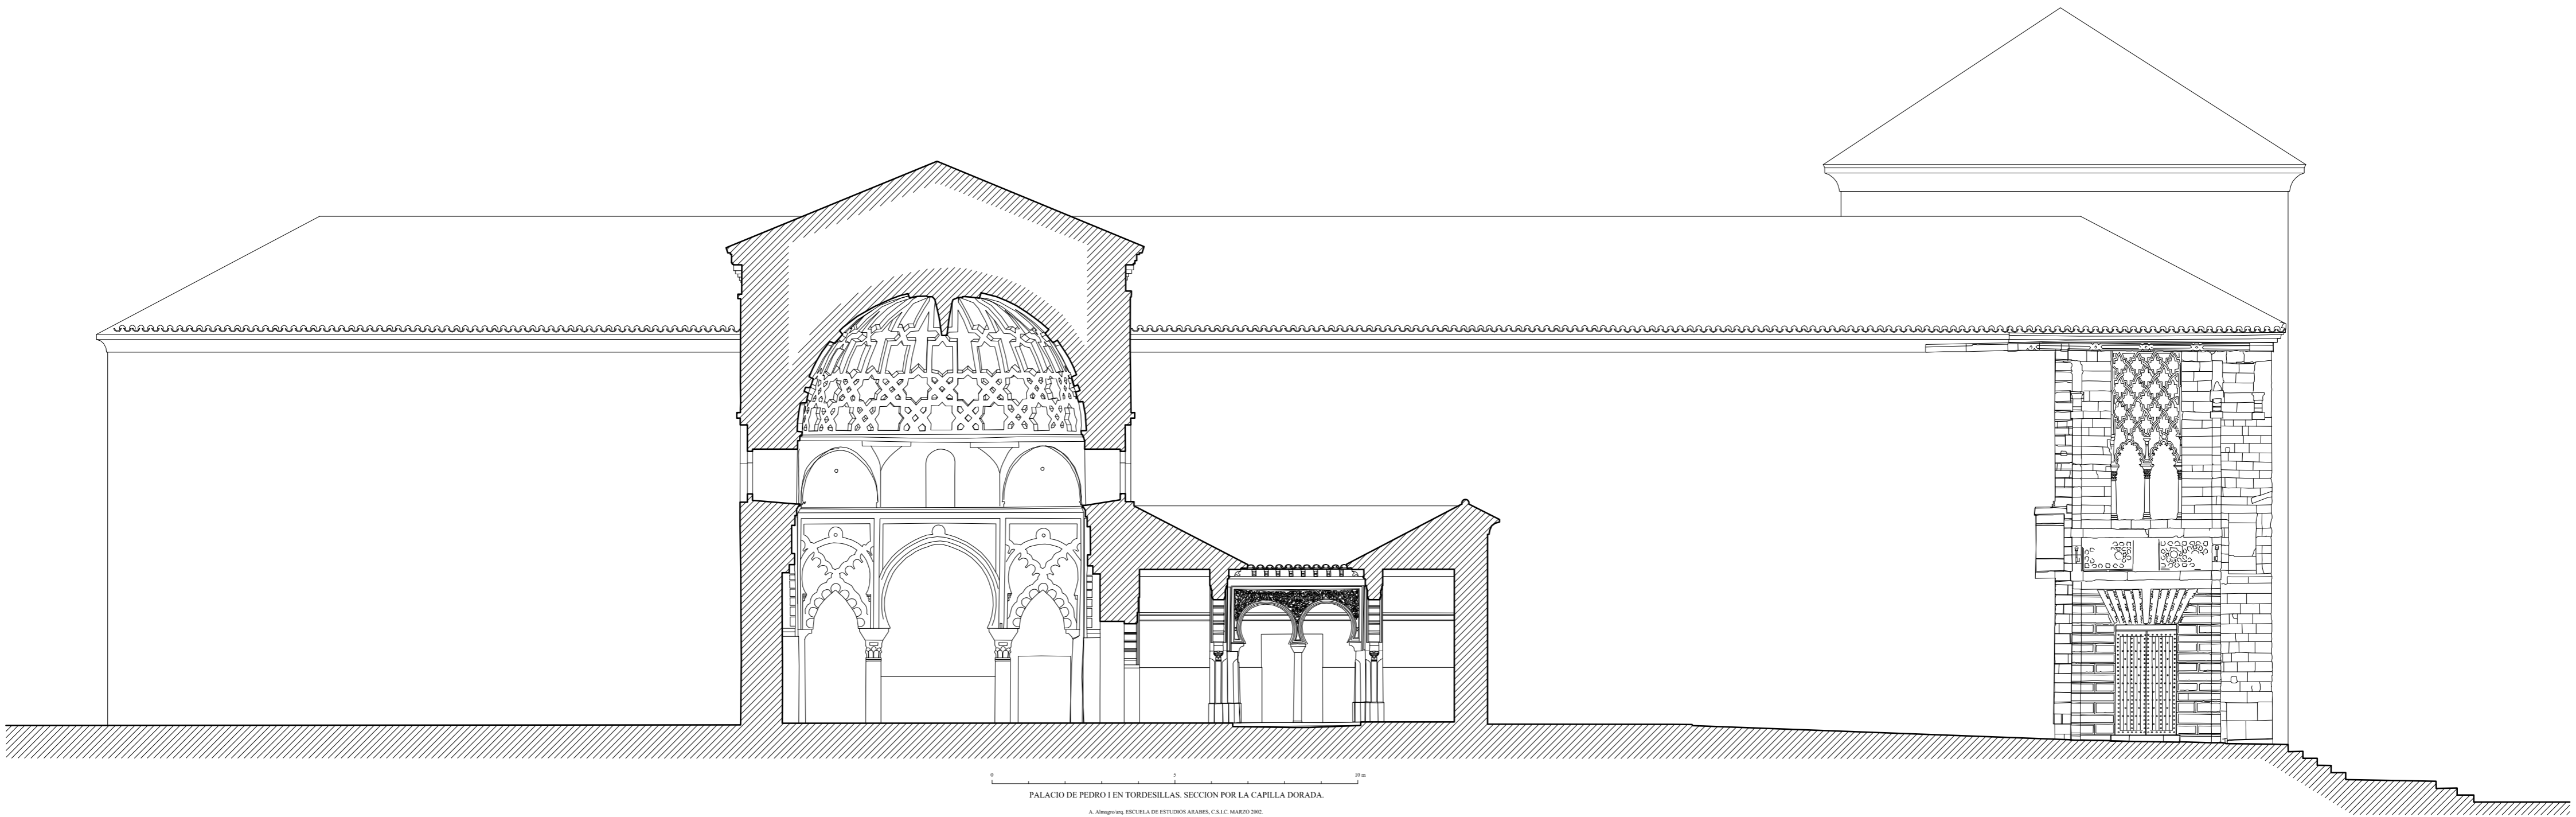 0 5 10 m
PALACIO DE PEDRO I EN TORDESILLAS. SECCION POR LA CAPILLA DORADA.
A. Almagro/arq. ESCUELA DE ESTUDIOS ARABES, C.S.I.C. MARZO 2002.